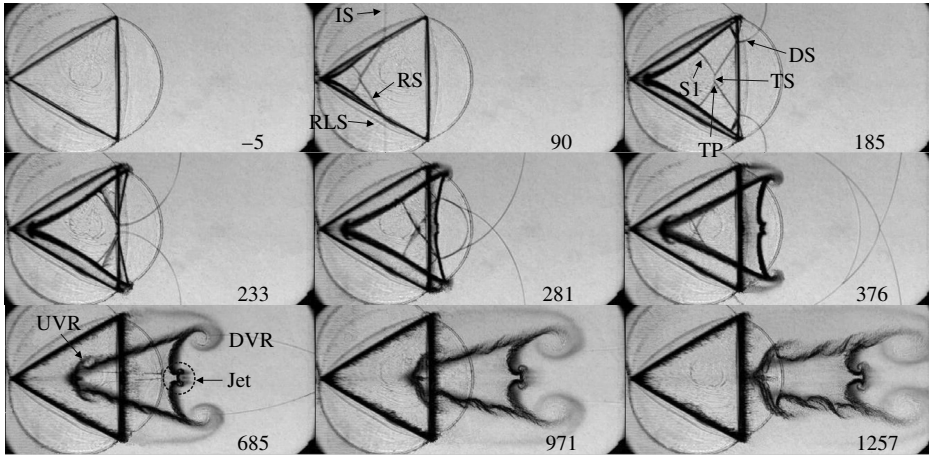 IS
RS
RLS
DS
S1
TS
TP
−5
90
185
233
281
376
UVR
DVR
Jet
685
971
1257